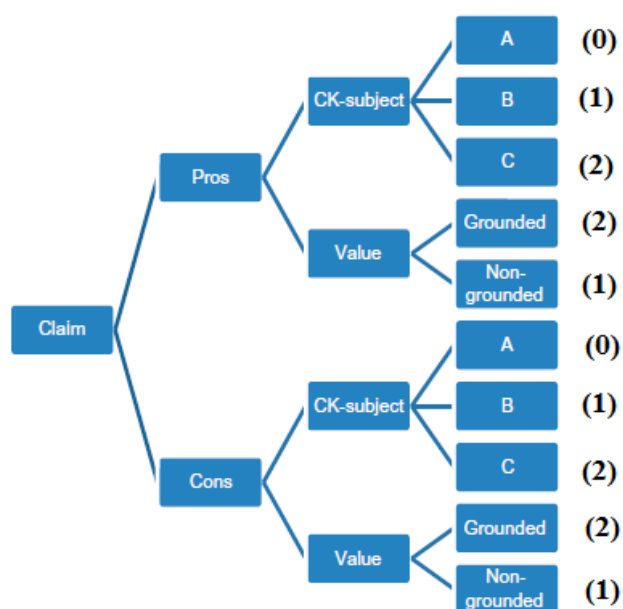 A (0)
CK-subject
B (1)
Pros
C (2)
Grounded (2)
Value
Non-
grounded (1)
Claim
A (0)
CK-subject
B (1)
Cons
C (2)
Grounded (2)
Value
Non-
grounded (1)